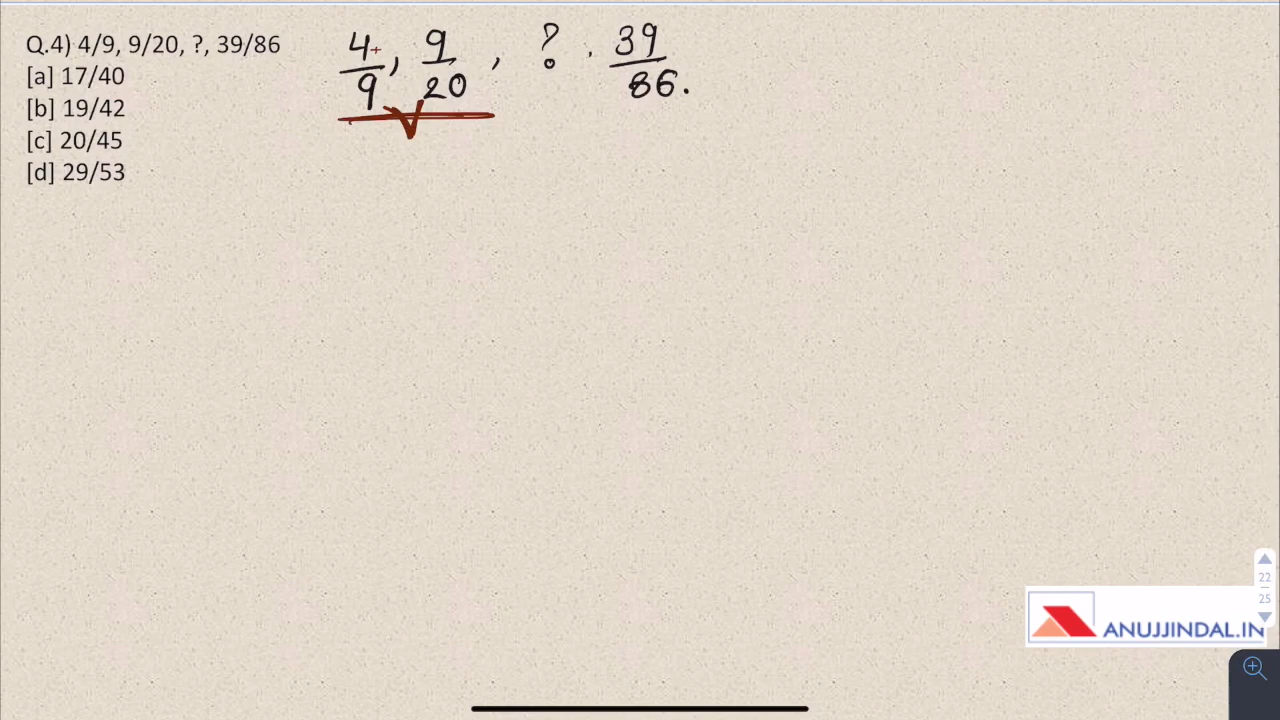 Q.4) 4/9, 9/20, ?, 39/86
[a] 17/40
[b] 19/42
[c] 20/45
[d] 29/53
4+/9, 9/20, ?, 39/86.
22
25
ANUJJINDAL.IN